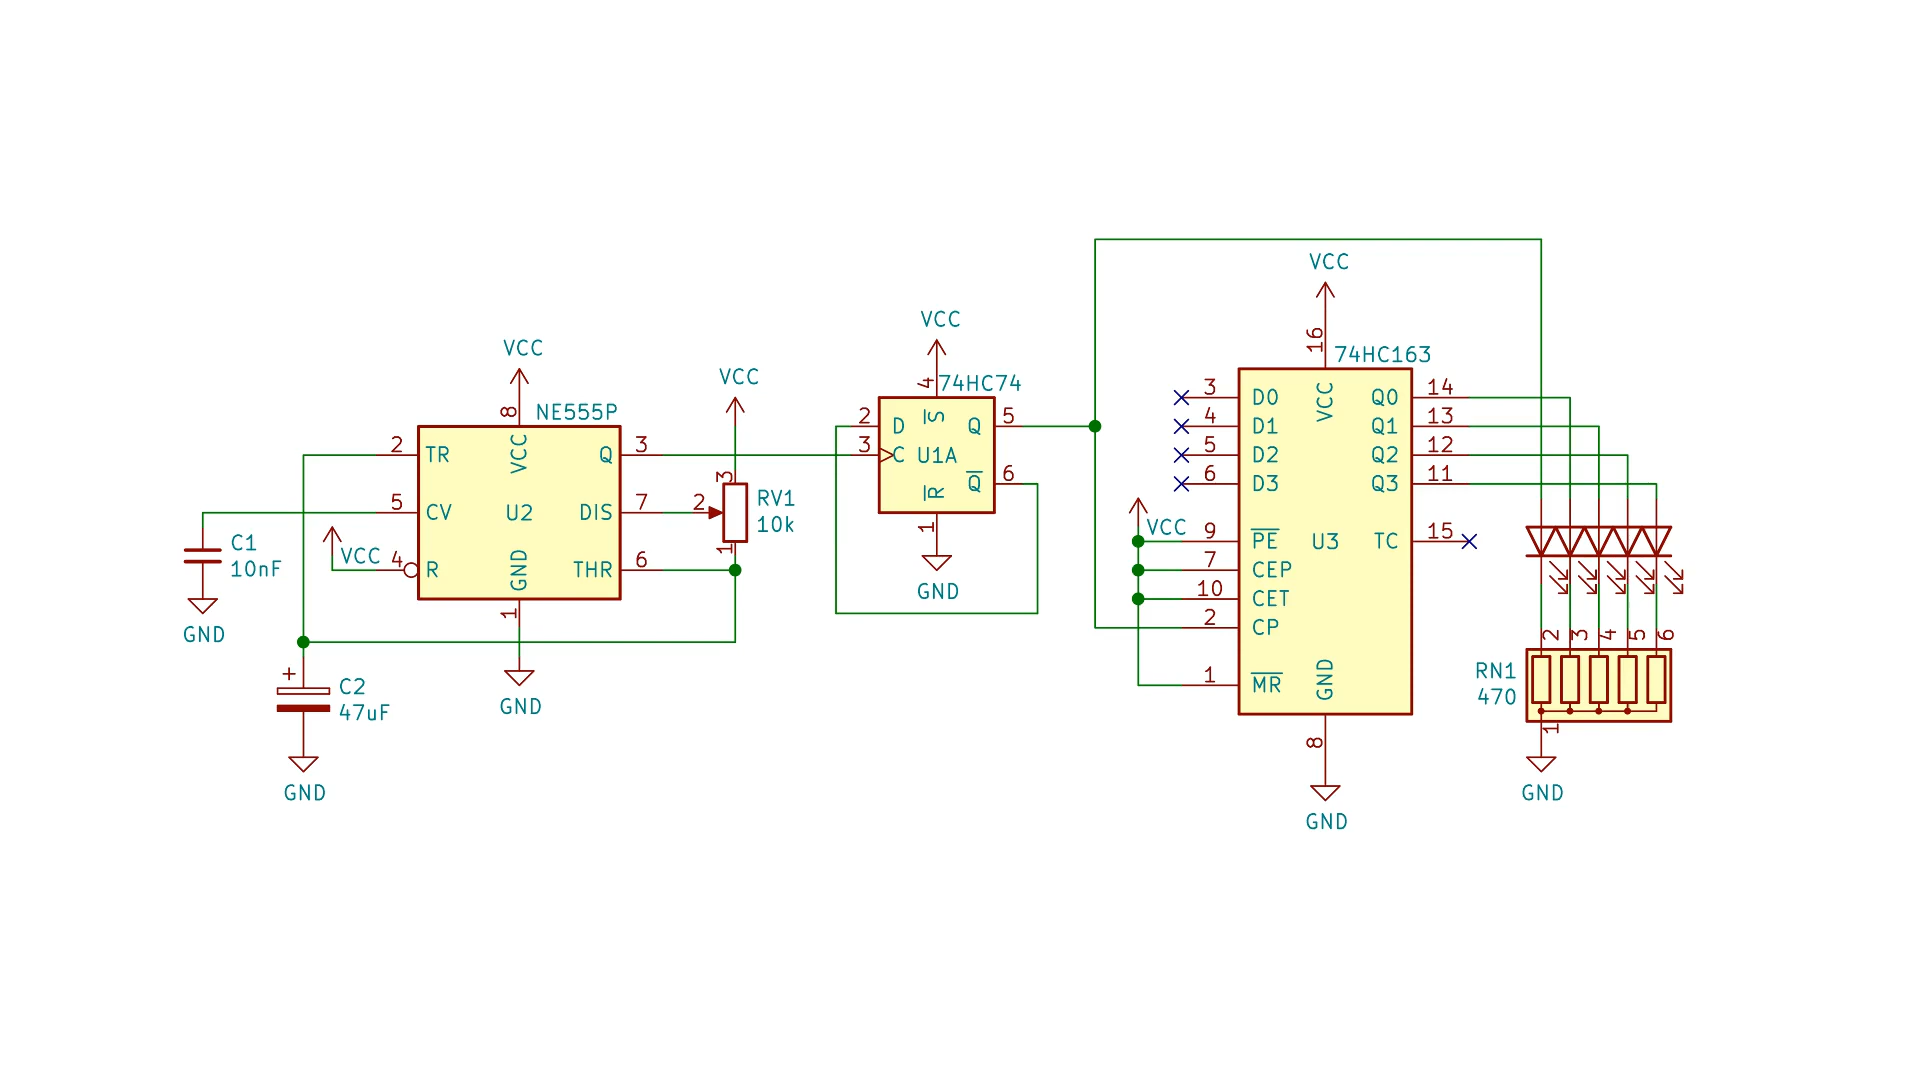 VCC
8
NE555P
2
TR
VCC
Q
3
5
CV
U2
DIS
7
VCC
4
R
GND
THR
6
1
GND
C1
10nF
GND
+
C2
47uF
GND
VCC
3
2
RV1
10k
1
VCC
4
74HC74
2
D
S
Q
5
3
C
U1A
R
Q
6
1
GND
VCC
16
74HC163
3
D0
VCC
Q0
14
4
D1
Q1
13
5
D2
Q2
12
6
D3
Q3
11
VCC
9
PE
U3
TC
15
7
CEP
10
CET
2
CP
1
MR
GND
8
GND
2
3
4
5
6
RN1
470
1
GND